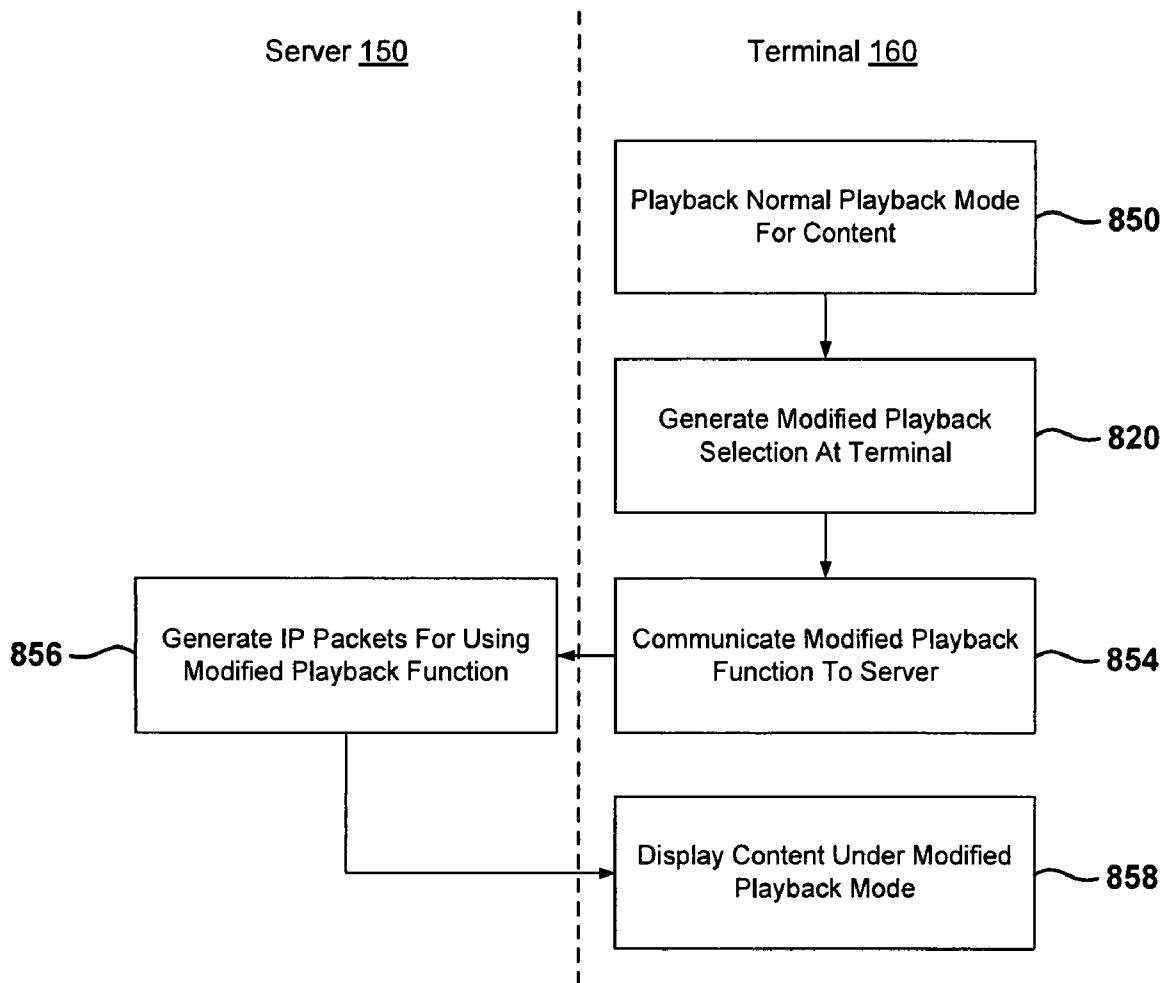 Server 150
Terminal 160
Playback Normal Playback Mode
For Content
850
Generate Modified Playback
Selection At Terminal
820
Communicate Modified Playback
Function To Server
854
Generate IP Packets For Using
Modified Playback Function
856
Display Content Under Modified
Playback Mode
858